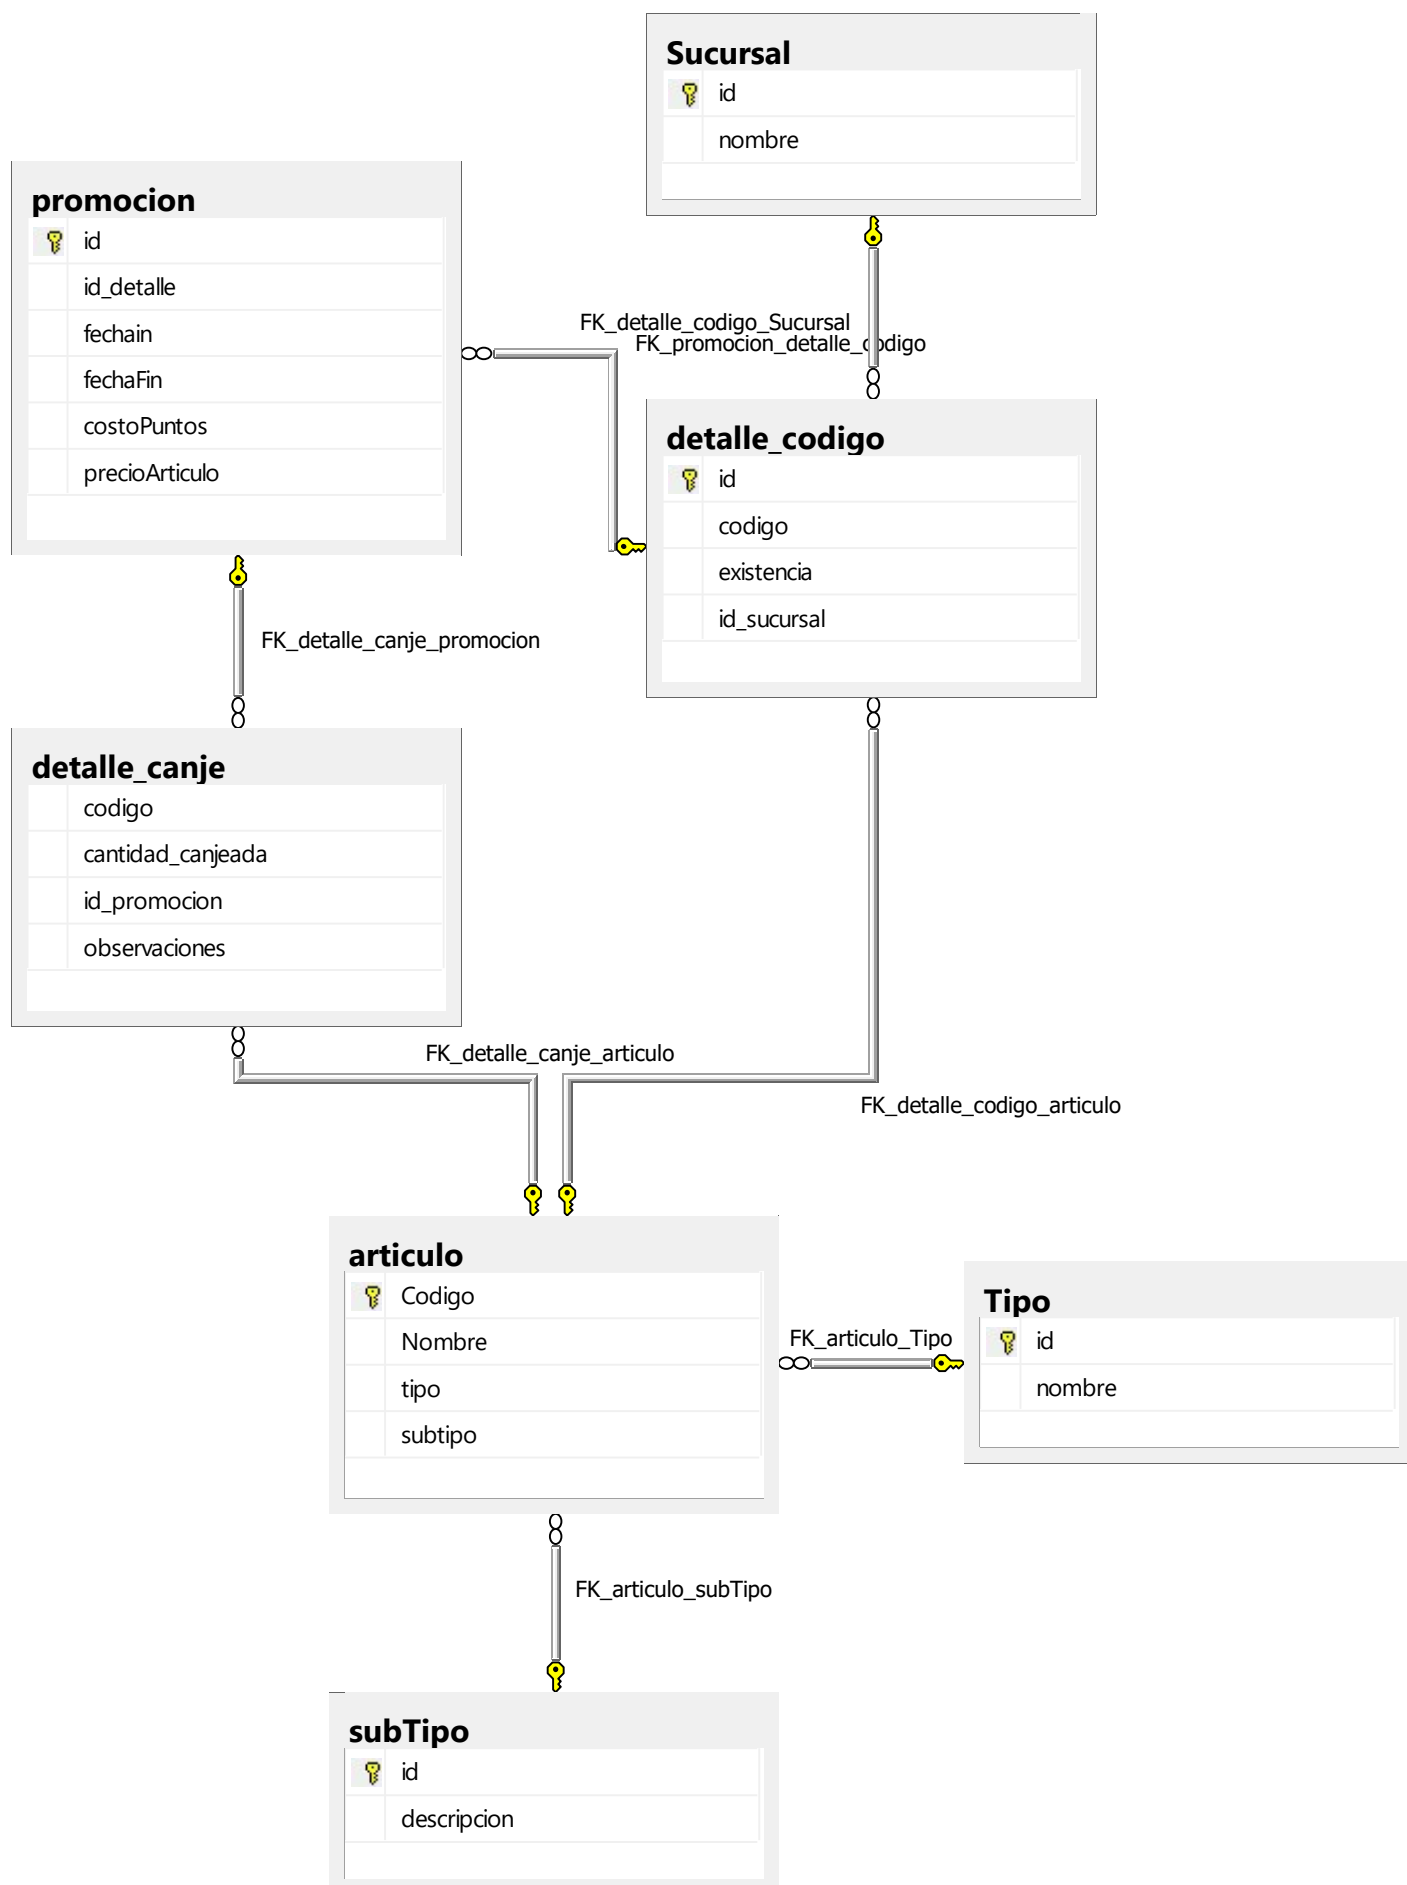 Sucursal
id
nombre
promocion
id
id_detalle
fechain
fechaFin
costoPuntos
precioArticulo
FK_detalle_codigo_Sucursal
FK_promocion_detalle_codigo
detalle_codigo
id
codigo
existencia
id_sucursal
FK_detalle_canje_promocion
detalle_canje
codigo
cantidad_canjeada
id_promocion
observaciones
FK_detalle_canje_articulo
FK_detalle_codigo_articulo
articulo
Codigo
Nombre
tipo
subtipo
FK_articulo_Tipo
Tipo
id
nombre
FK_articulo_subTipo
subTipo
id
descripcion